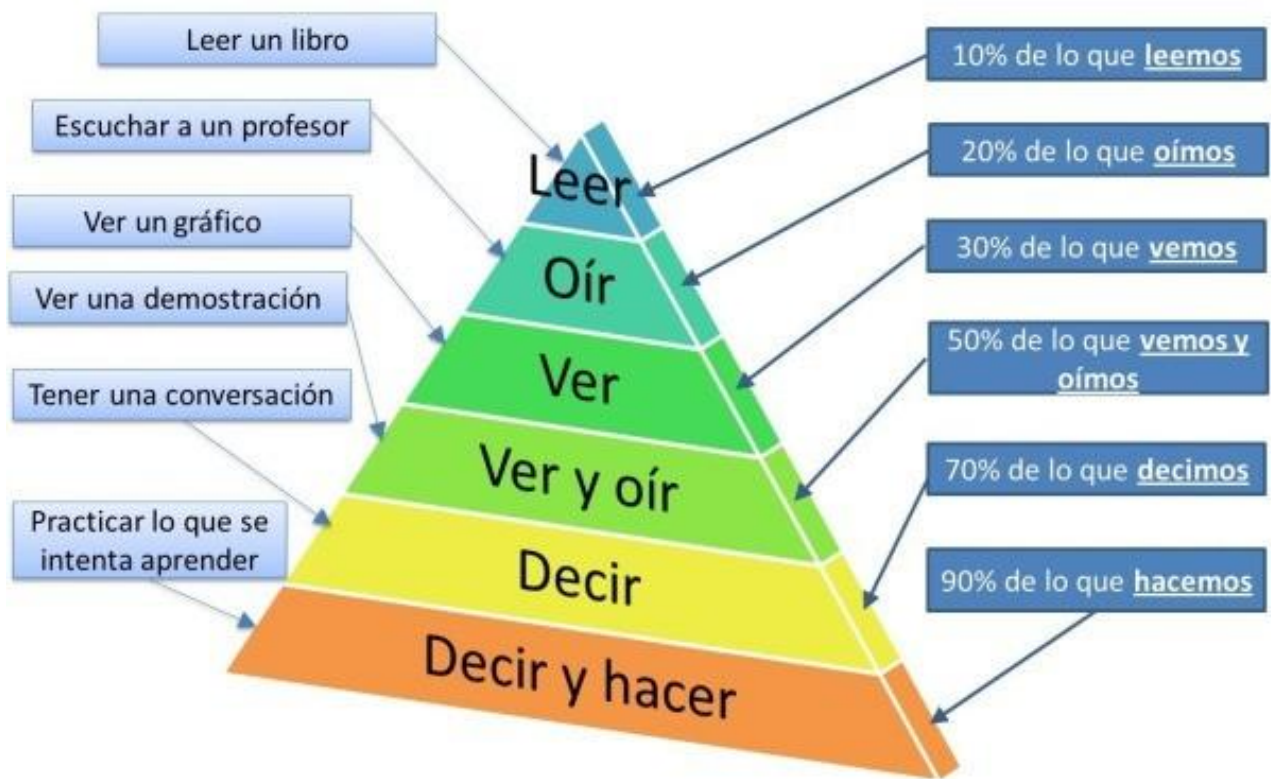 Leer un libro
Escuchar a un profesor
Ver un gráfico
Ver una demostración
Tener una conversación
Practicar lo que se
intenta aprender
Leer
Oír
Ver
Ver y oír
Decir
Decir y hacer
10% de lo que leemos
20% de lo que oímos
30% de lo que vemos
50% de lo que vemos y
oímos
70% de lo que decimos
90% de lo que hacemos